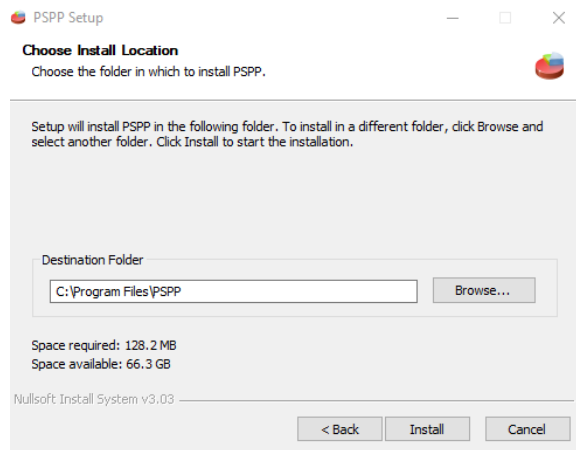 PSPP Setup
Choose Install Location
Choose the folder in which to install PSPP.
Setup will install PSPP in the following folder. To install in a different folder, click Browse and
select another folder. Click Install to start the installation.
Destination Folder
C:\Program Files\PSPP
Browse...
Space required: 128.2 MB
Space available: 66.3 GB
Nullsoft Install System v3.03
< Back
Install
Cancel